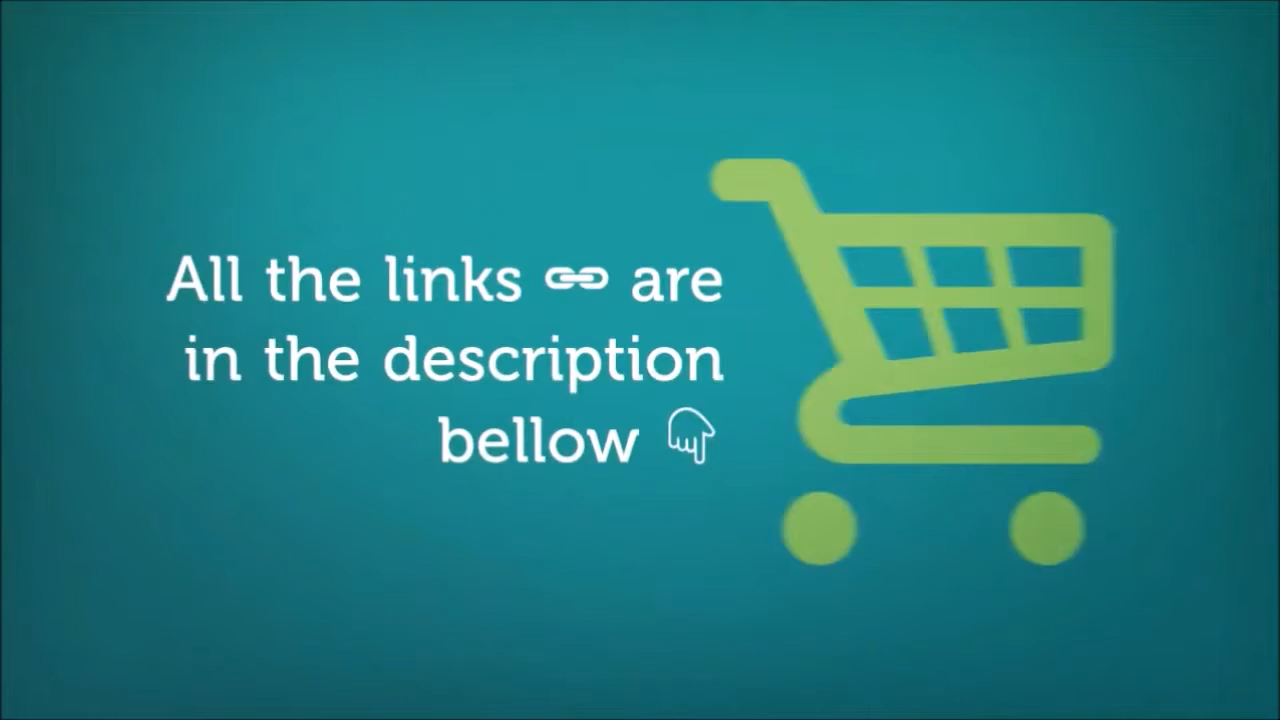 All the links 🔗 are
in the description
bellow 👇